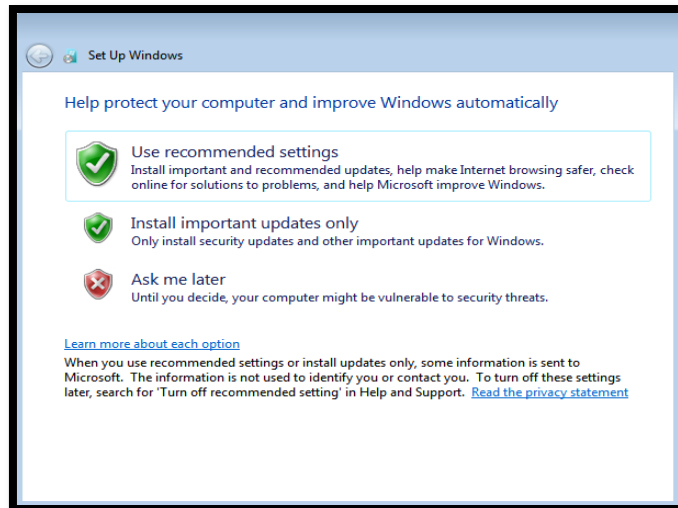 Set Up Windows
Help protect your computer and improve Windows automatically
Use recommended settings
Install important and recommended updates, help make Internet browsing safer, check
online for solutions to problems, and help Microsoft improve Windows.
Install important updates only
Only install security updates and other important updates for Windows.
Ask me later
Until you decide, your computer might be vulnerable to security threats.
Learn more about each option
When you use recommended settings or install updates only, some information is sent to
Microsoft. The information is not used to identify you or contact you. To turn off these settings
later, search for 'Turn off recommended setting' in Help and Support. Read the privacy statement